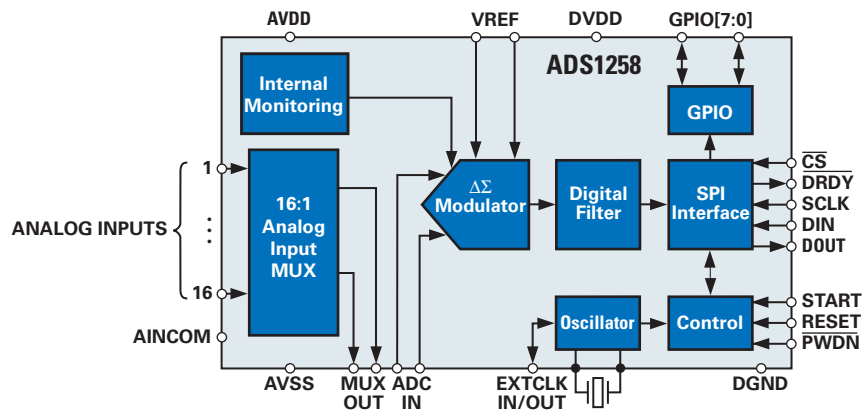 AVDD
VREF
DVDD
GPIO[7:0]
ADS1258
Internal
Monitoring
GPIO
1
16:1
Analog
Input
MUX
ΔΣ
Modulator
Digital
Filter
SPI
Interface
CS
DRDY
SCLK
DIN
DOUT
ANALOG INPUTS
⋮
16
Oscillator
Control
START
RESET
PWDN
AINCOM
AVSS
MUX
OUT
ADC
IN
EXTCLK
IN/OUT
DGND